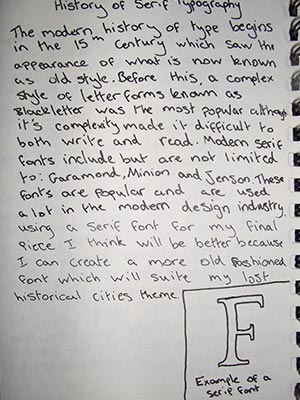 History of Serif Typography
The modern history of type begins
in the 15th Century which saw the
appearance of what is now known
as old style. Before this, a complex
style of letter forms known as
Blackletter was the most popular although
it's complexity made it difficult to
both write and read. Modern serif
fonts include but are not limited
to: Garamond, Minion and Jenson. These
fonts are popular and are used
a lot in the modern design industry.
using a serif font for my final
Piece I think will be better because
I can create a more old fashioned
font which will suite my lost
historical cities theme.
F
Example of a
serif font